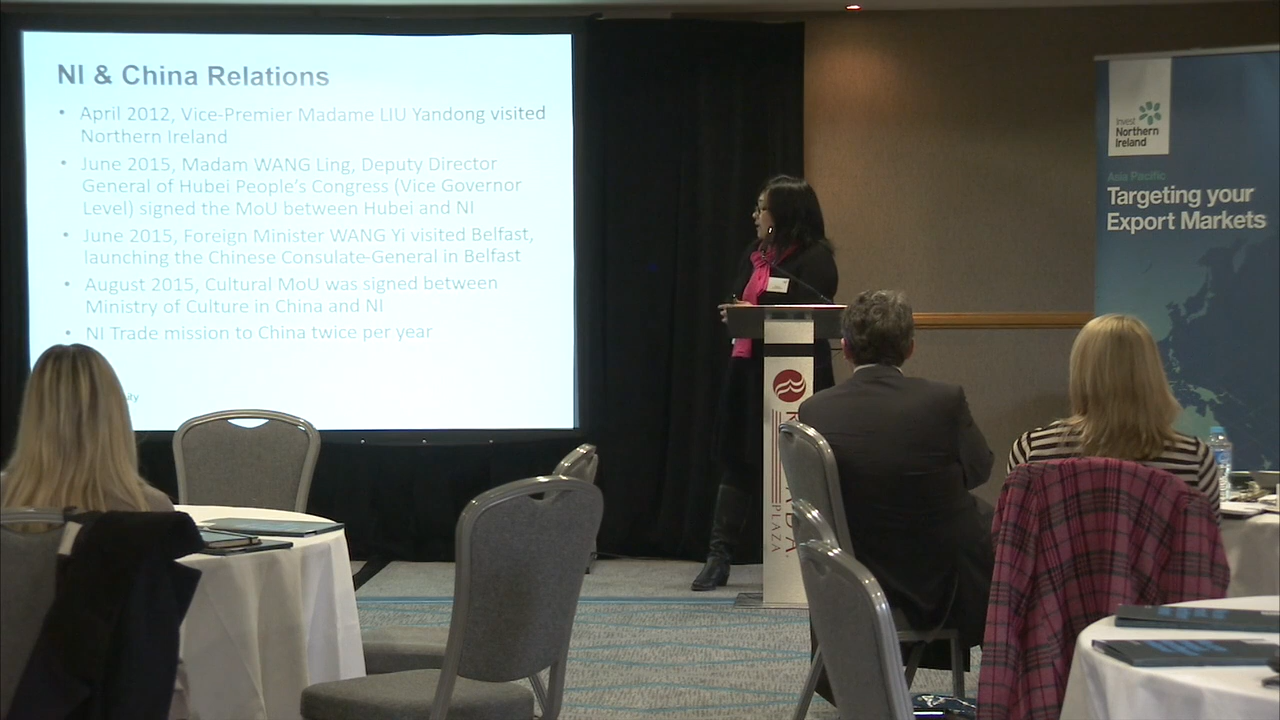 NI & China Relations
• April 2012, Vice-Premier Madame LIU Yandong visited
Northern Ireland
• June 2015, Madam WANG Ling, Deputy Director
General of Hubei People's Congress (Vice Governor
Level) signed the MoU between Hubei and NI
• June 2015, Foreign Minister WANG Yi visited Belfast,
launching the Chinese Consulate-General in Belfast
• August 2015, Cultural MoU was signed between
Ministry of Culture in China and NI
• NI Trade mission to China twice per year
Invest
Northern
Ireland
Asia Pacific
Targeting your
Export Markets
PLAZA